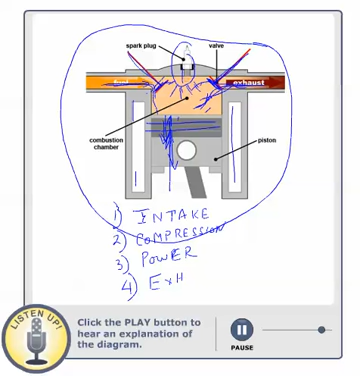 spark plug
valve
fuel
exhaust
combustion chamber
piston
1) INTAKE
2) COMPRESSION
3) POWER
4) EXH
LISTEN UP!
Click the PLAY button to
hear an explanation of
the diagram.
PAUSE